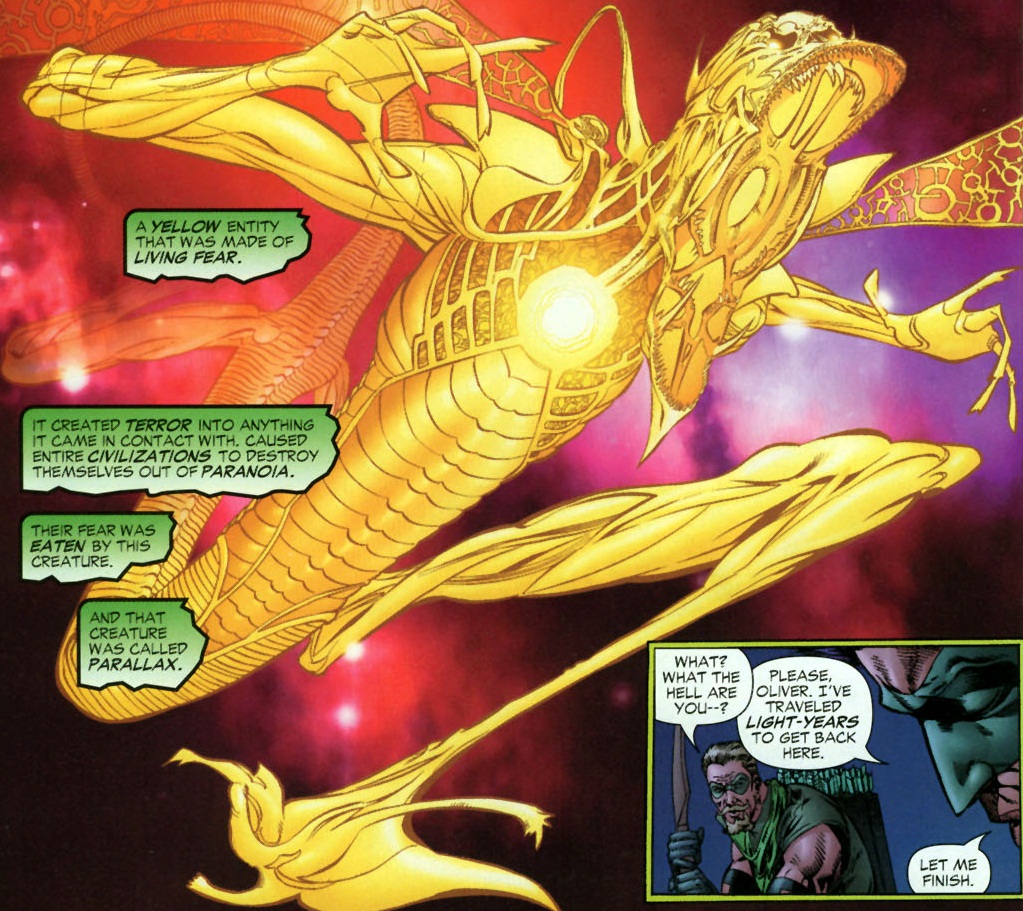 A YELLOW ENTITY
THAT WAS MADE OF
LIVING FEAR.
IT CREATED TERROR INTO ANYTHING
IT CAME IN CONTACT WITH. CAUSED
ENTIRE CIVILIZATIONS TO DESTROY
THEMSELVES OUT OF PARANOIA.
THEIR FEAR WAS
EATEN BY THIS
CREATURE.
AND THAT
CREATURE
WAS CALLED
PARALLAX.
WHAT?
WHAT THE
HELL ARE
YOU--?
PLEASE,
OLIVER. I'VE
TRAVELED
LIGHT-YEARS
TO GET BACK
HERE.
LET ME
FINISH.